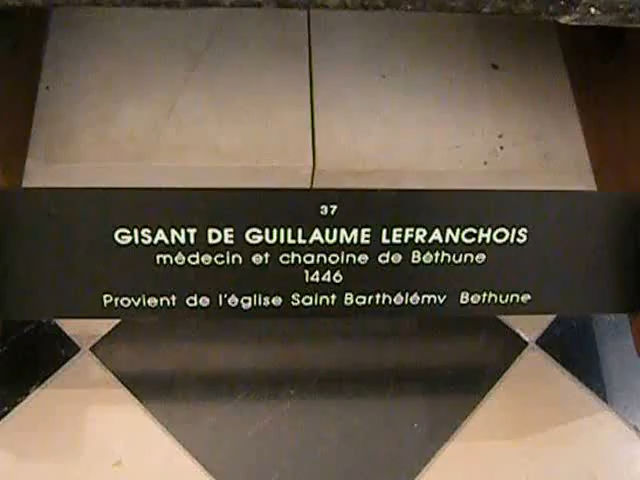 37
GISANT DE GUILLAUME LEFRANCHOIS
médecin et chanoine de Béthune
1446
Provient de l'église Saint Barthélémy Bethune